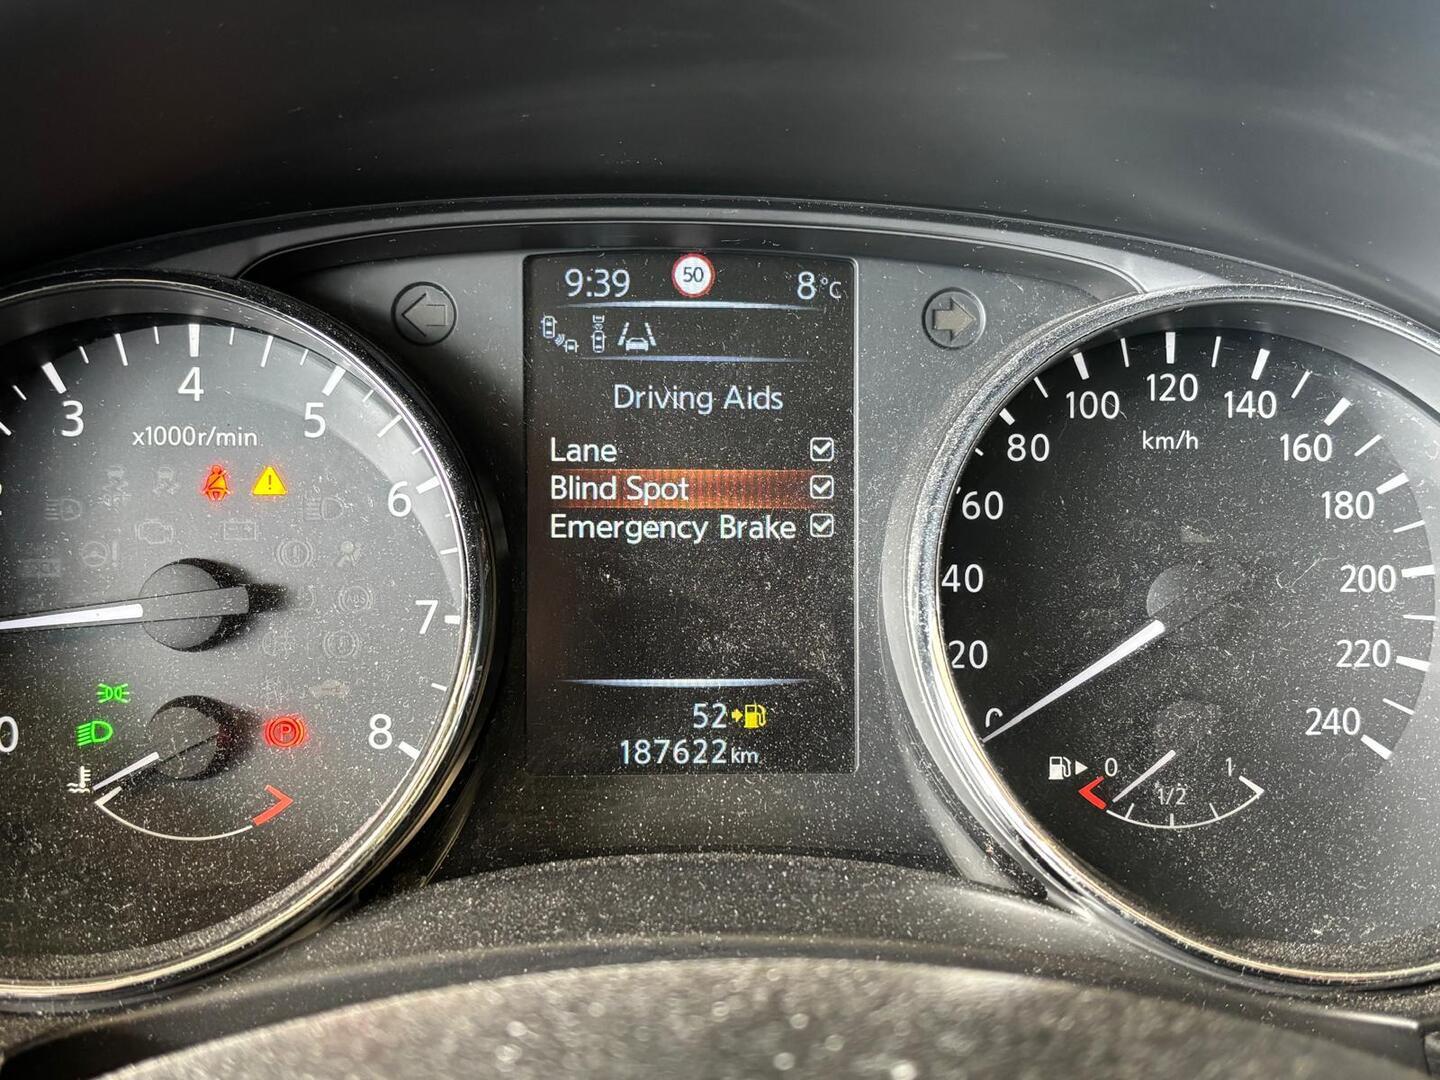 9:39 50 8°C
Driving Aids
Lane
Blind Spot
Emergency Brake
52
187622km
0 3 4 5 6 7 8
x1000r/min
P
0 20 40 60 80 100 120 140 160 180 200 220 240
km/h
0 1/2 1